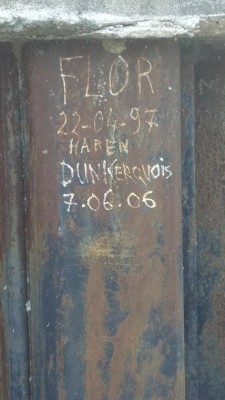 FLOR
22-04-97
HAREN
DUNKERQUOIS
7.06.06